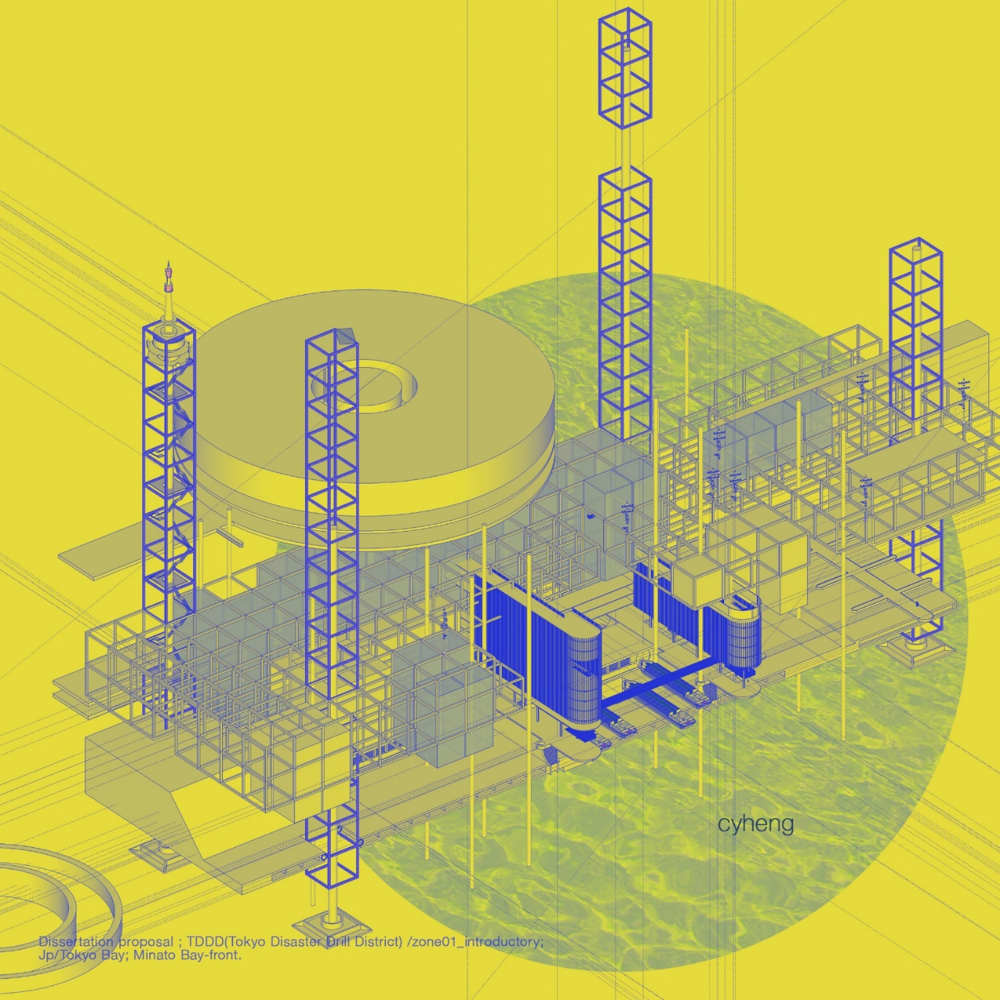 cyheng
Dissertation proposal ; TDDD(Tokyo Disaster Drill District) /zone01_introductory;
Jp/Tokyo Bay; Minato Bay-front.